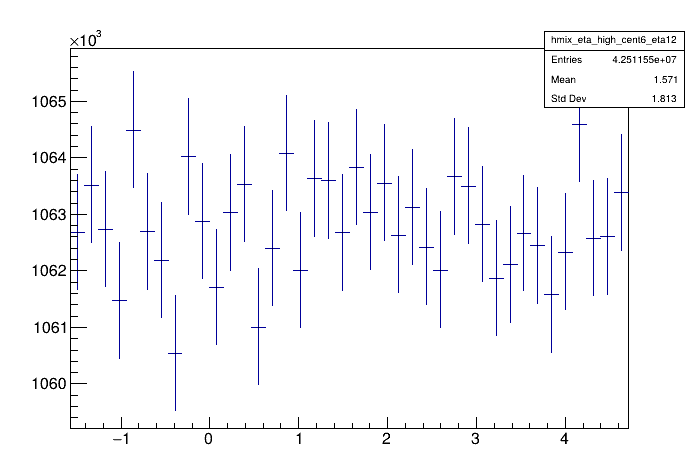 ×10³
hmix_eta_high_cent6_eta12
Entries 4.251155e+07
Mean 1.571
Std Dev 1.813
1065
1064
1063
1062
1061
1060
−1 0 1 2 3 4